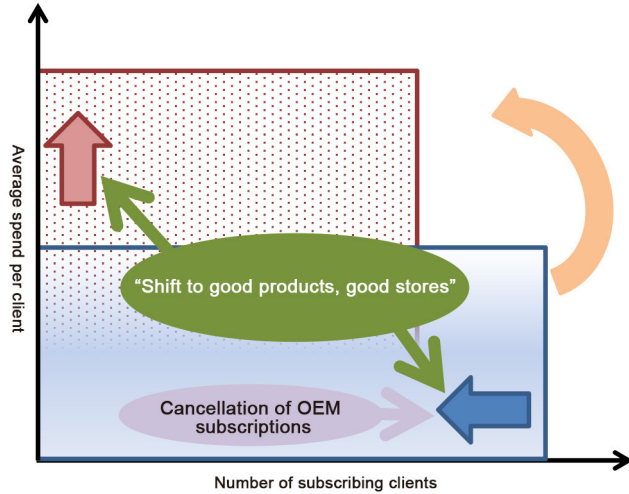 Average spend per
client
“Shift to good products, good stores”
Cancellation of OEM
subscriptions
Number of subscribing clients